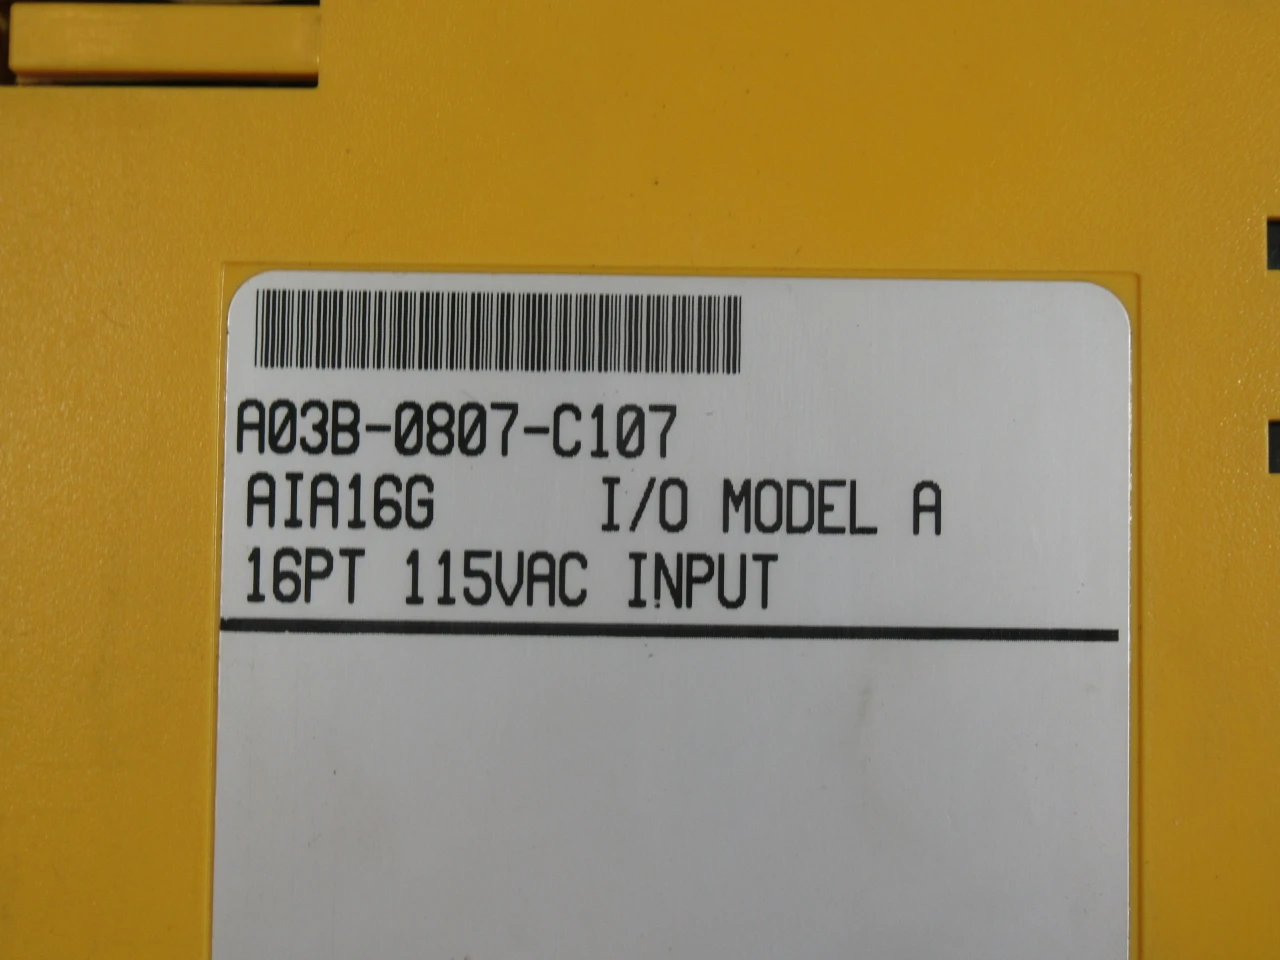 A03B-0807-C107
AIA16G I/O MODEL A
16PT 115VAC INPUT